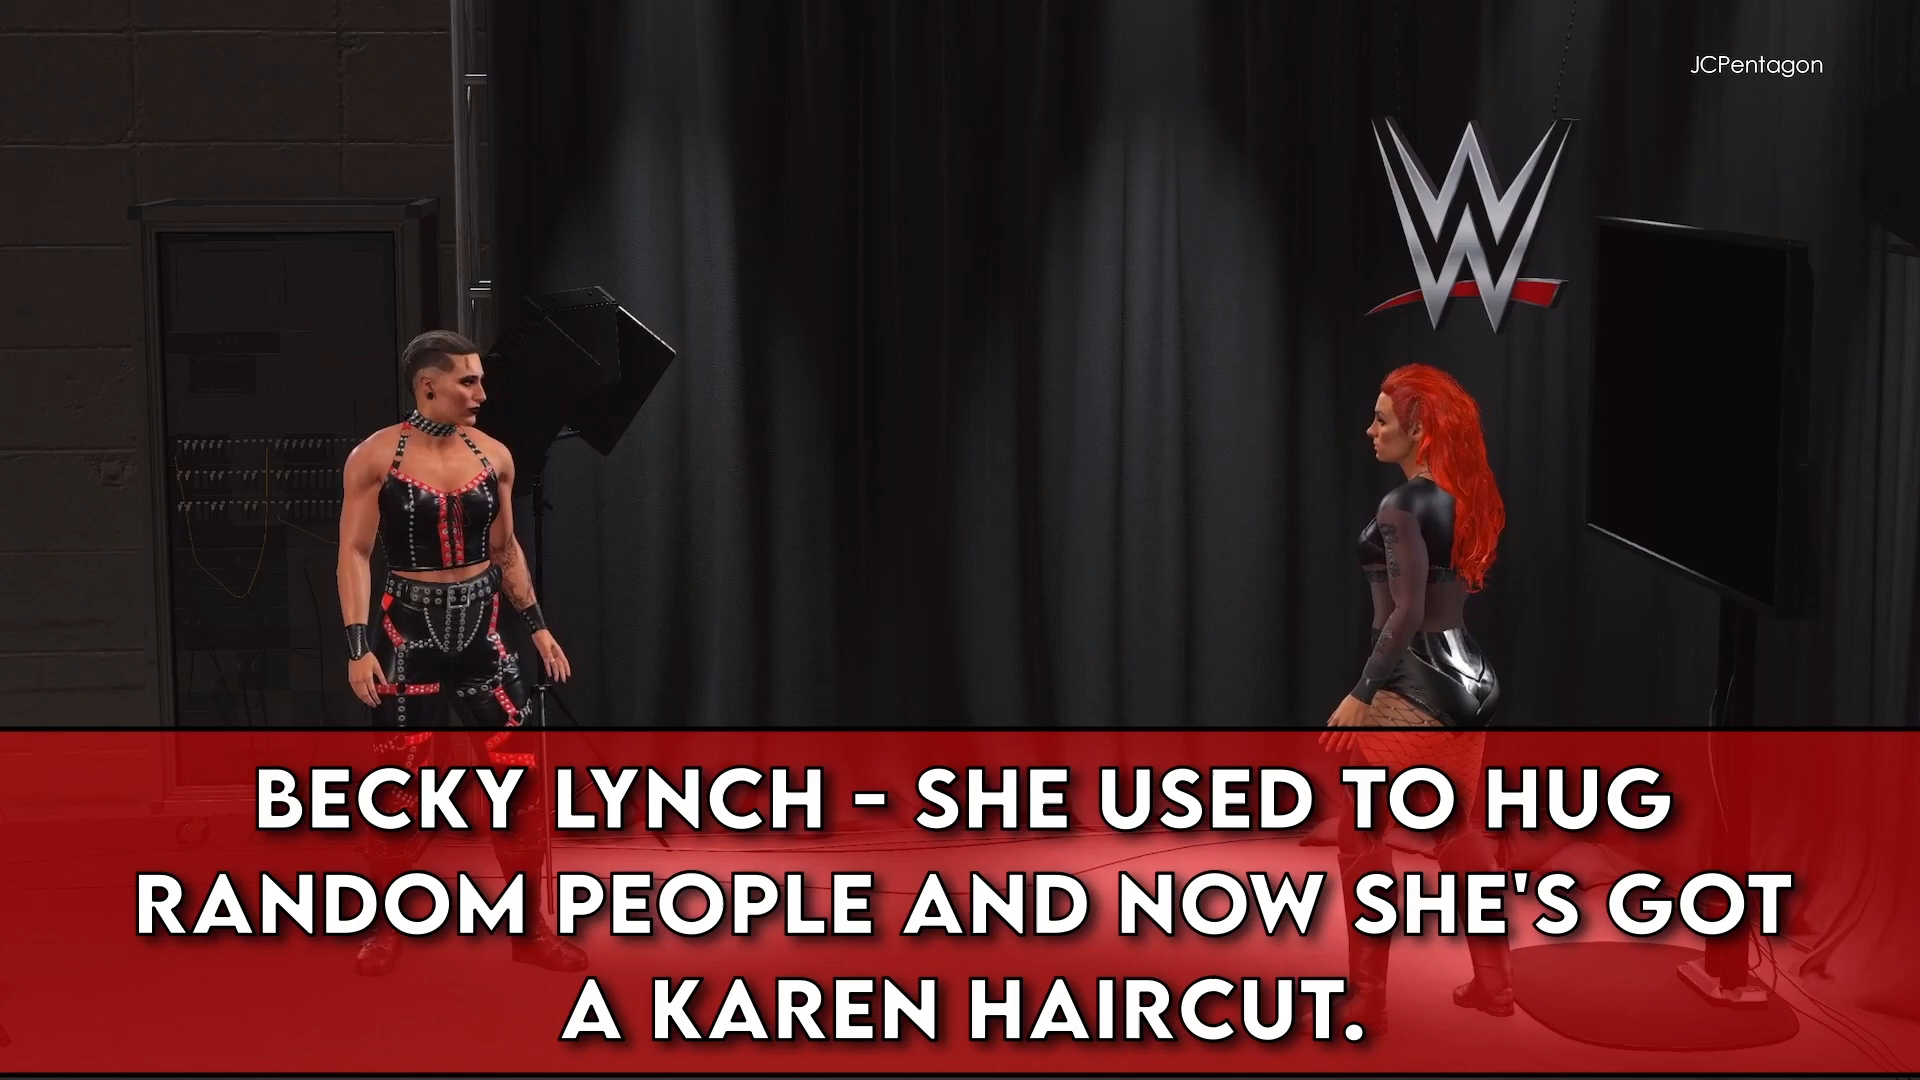 JCPentagon
W
BECKY LYNCH - SHE USED TO HUG
RANDOM PEOPLE AND NOW SHE'S GOT
A KAREN HAIRCUT.